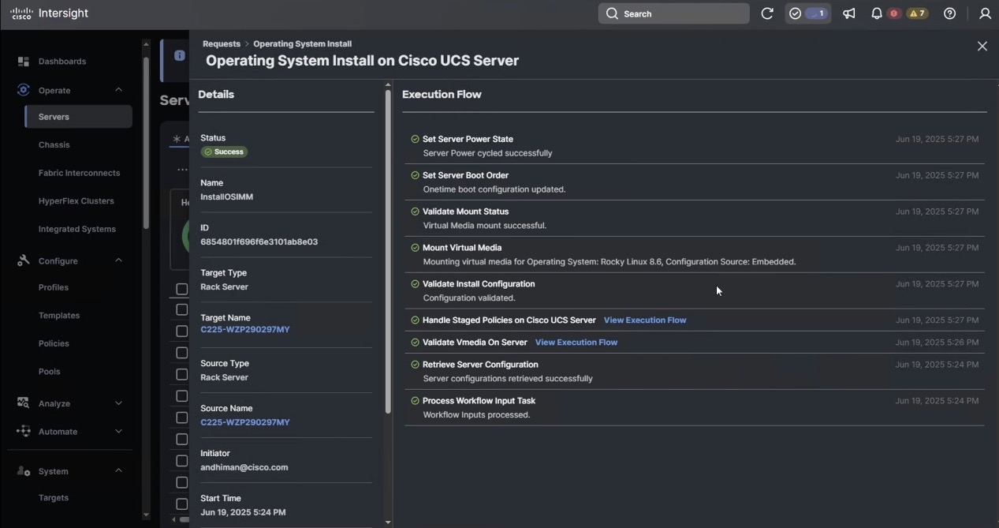 CISCO Intersight
Search
1
7
Dashboards
Operate
Servers
Chassis
Fabric Interconnects
HyperFlex Clusters
Integrated Systems
Configure
Profiles
Templates
Policies
Pools
Analyze
Automate
System
Targets
Serv
* A
...
He
Requests > Operating System Install
Operating System Install on Cisco UCS Server
Details
Status
Success
Name
InstallOSIMM
ID
6854801f696f6e3101ab8e03
Target Type
Rack Server
Target Name
C225-WZP290297MY
Source Type
Rack Server
Source Name
C225-WZP290297MY
Initiator
andhiman@cisco.com
Start Time
Jun 19, 2025 5:24 PM
Execution Flow
Set Server Power State Jun 19, 2025 5:27 PM
Server Power cycled successfully
Set Server Boot Order Jun 19, 2025 5:27 PM
Onetime boot configuration updated.
Validate Mount Status Jun 19, 2025 5:27 PM
Virtual Media mount successful.
Mount Virtual Media Jun 19, 2025 5:27 PM
Mounting virtual media for Operating System: Rocky Linux 8.6, Configuration Source: Embedded.
Validate Install Configuration Jun 19, 2025 5:27 PM
Configuration validated.
Handle Staged Policies on Cisco UCS Server View Execution Flow Jun 19, 2025 5:27 PM
Validate Vmedia On Server View Execution Flow Jun 19, 2025 5:26 PM
Retrieve Server Configuration Jun 19, 2025 5:24 PM
Server configurations retrieved successfully
Process Workflow Input Task Jun 19, 2025 5:24 PM
Workflow Inputs processed.